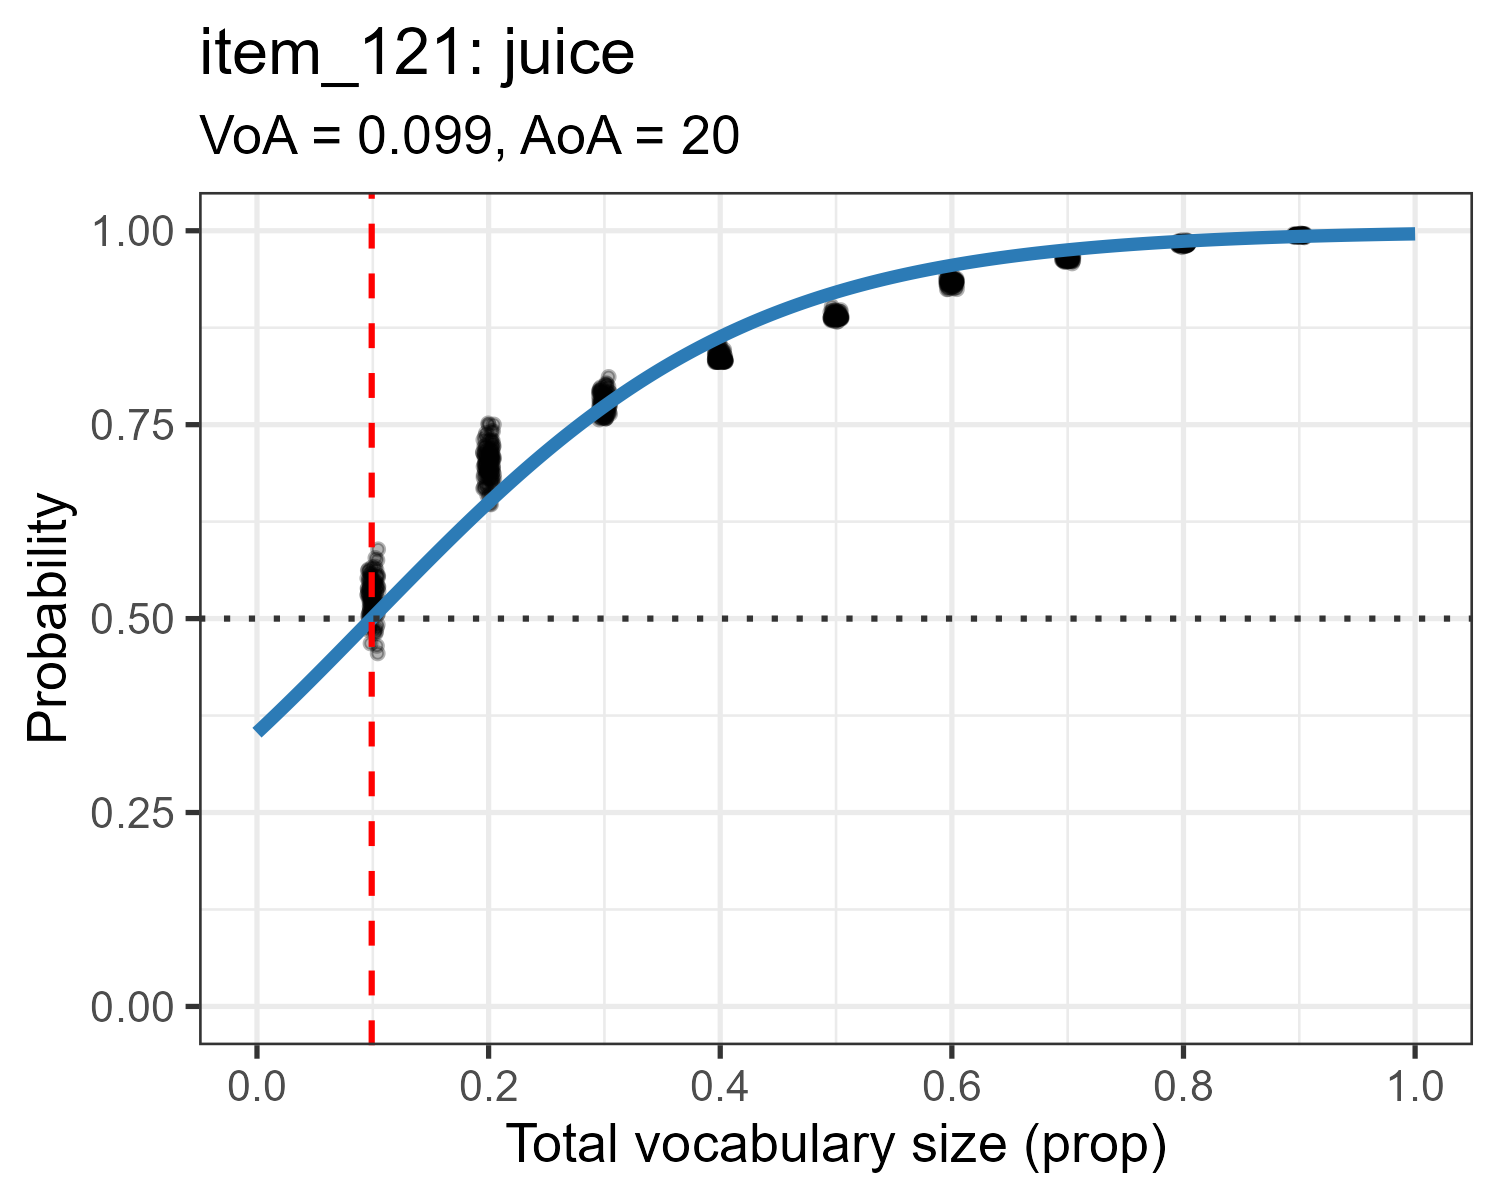 item_121: juice
VoA = 0.099, AoA = 20
Probability
1.00
0.75
0.50
0.25
0.00
0.0 0.2 0.4 0.6 0.8 1.0
Total vocabulary size (prop)